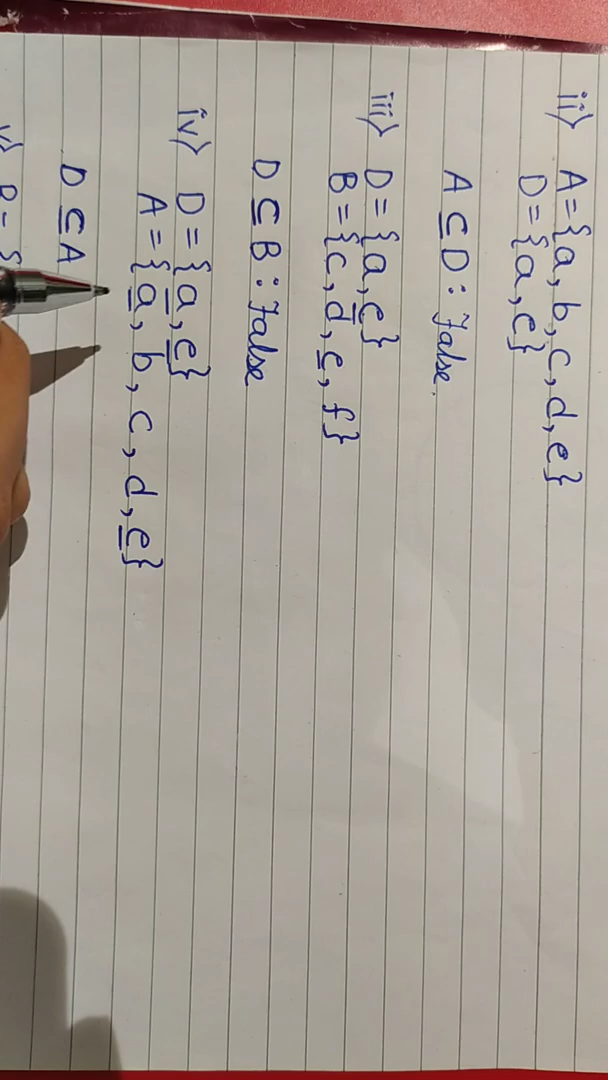 ii) A={a, b, c, d, e}
D={a, e}
A ⊆ D : False.
iii) D={a, e}
B={c, d, e, f}
D ⊆ B : False
iv) D={a, e}
A={a, b, c, d, e}
D ⊆ A
v)